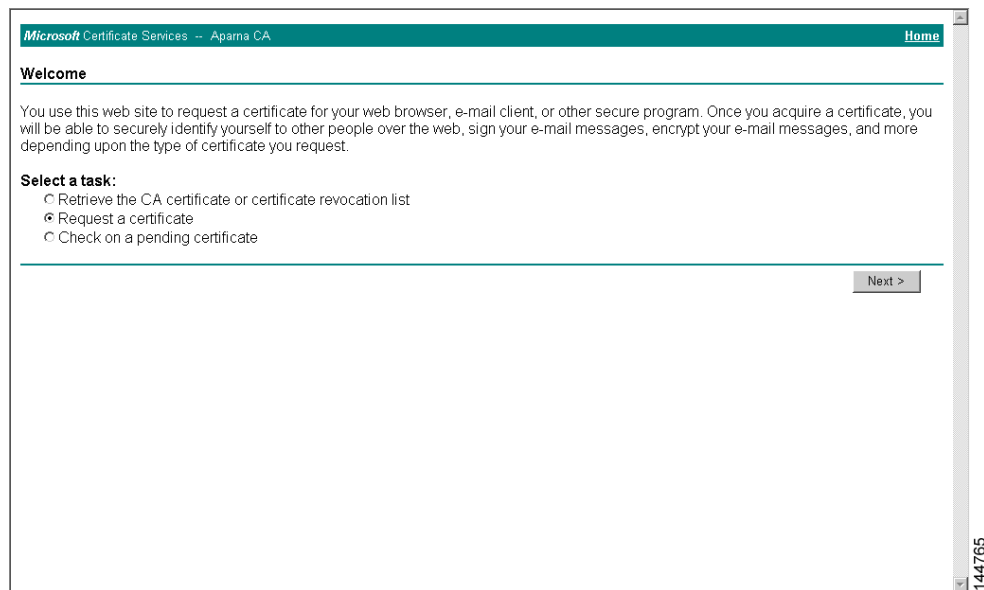 Microsoft Certificate Services -- Aparna CA Home
Welcome
You use this web site to request a certificate for your web browser, e-mail client, or other secure program. Once you acquire a certificate, you
will be able to securely identify yourself to other people over the web, sign your e-mail messages, encrypt your e-mail messages, and more
depending upon the type of certificate you request.
Select a task:
Retrieve the CA certificate or certificate revocation list
Request a certificate
Check on a pending certificate
Next >
144765